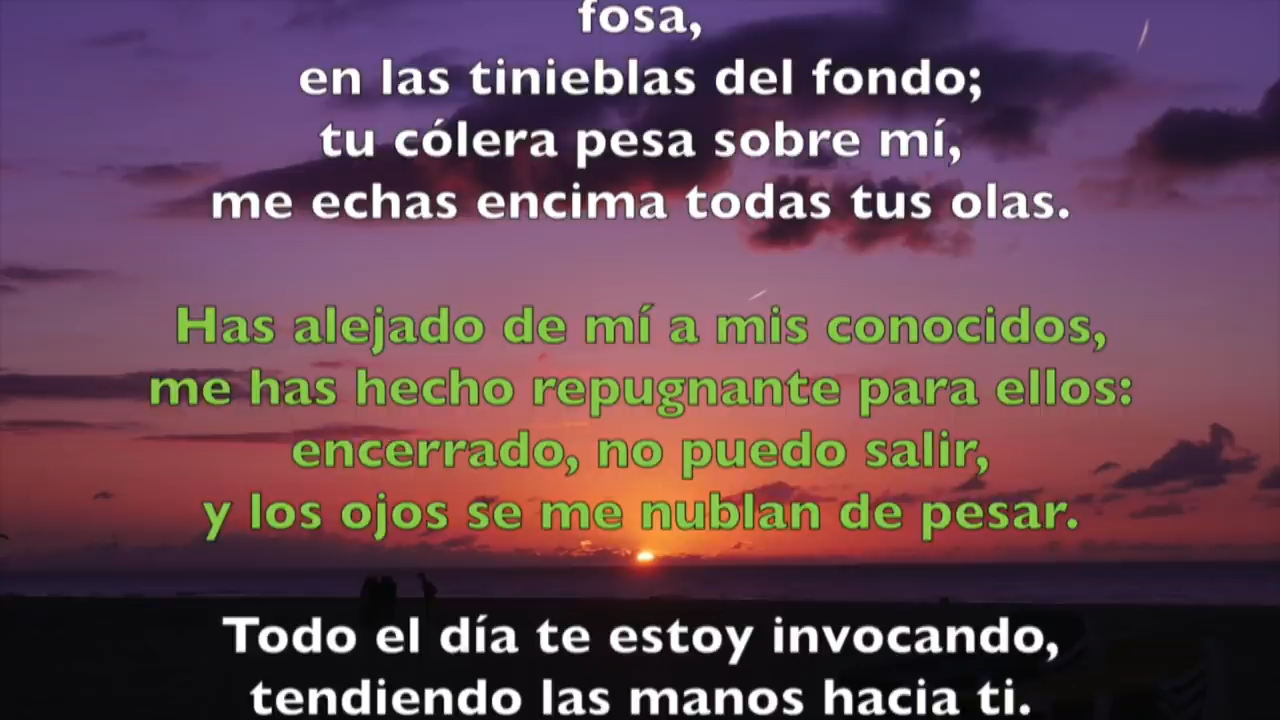 fosa,
en las tinieblas del fondo;
tu cólera pesa sobre mí,
me echas encima todas tus olas.
Has alejado de mí a mis conocidos,
me has hecho repugnante para ellos:
encerrado, no puedo salir,
y los ojos se me nublan de pesar.
Todo el día te estoy invocando,
tendiendo las manos hacia ti.